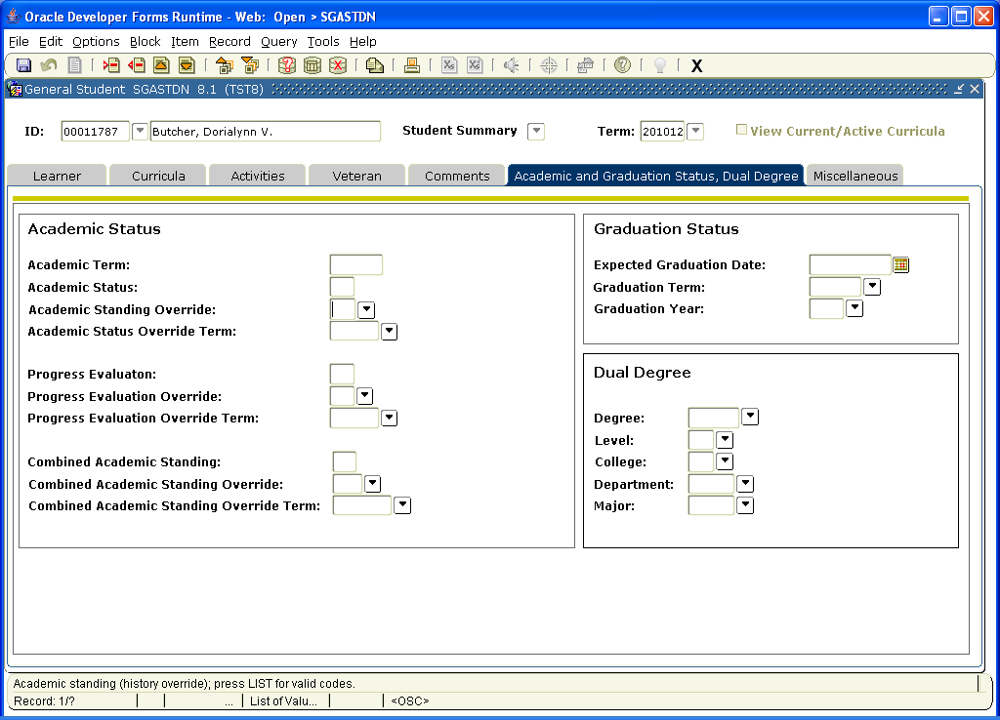 Oracle Developer Forms Runtime - Web: Open > SGASTDN
File Edit Options Block Item Record Query Tools Help
X
General Student SGASTDN 8.1 (TST8)
ID: 00011787 Butcher, Dorialynn V. Student Summary Term: 201012 View Current/Active Curricula
Learner Curricula Activities Veteran Comments Academic and Graduation Status, Dual Degree Miscellaneous
Academic Status
Academic Term:
Academic Status:
Academic Standing Override:
Academic Status Override Term:
Progress Evaluaton:
Progress Evaluation Override:
Progress Evaluation Override Term:
Combined Academic Standing:
Combined Academic Standing Override:
Combined Academic Standing Override Term:
Graduation Status
Expected Graduation Date:
Graduation Term:
Graduation Year:
Dual Degree
Degree:
Level:
College:
Department:
Major:
Academic standing (history override); press LIST for valid codes.
Record: 1/? ... List of Valu... <OSC>